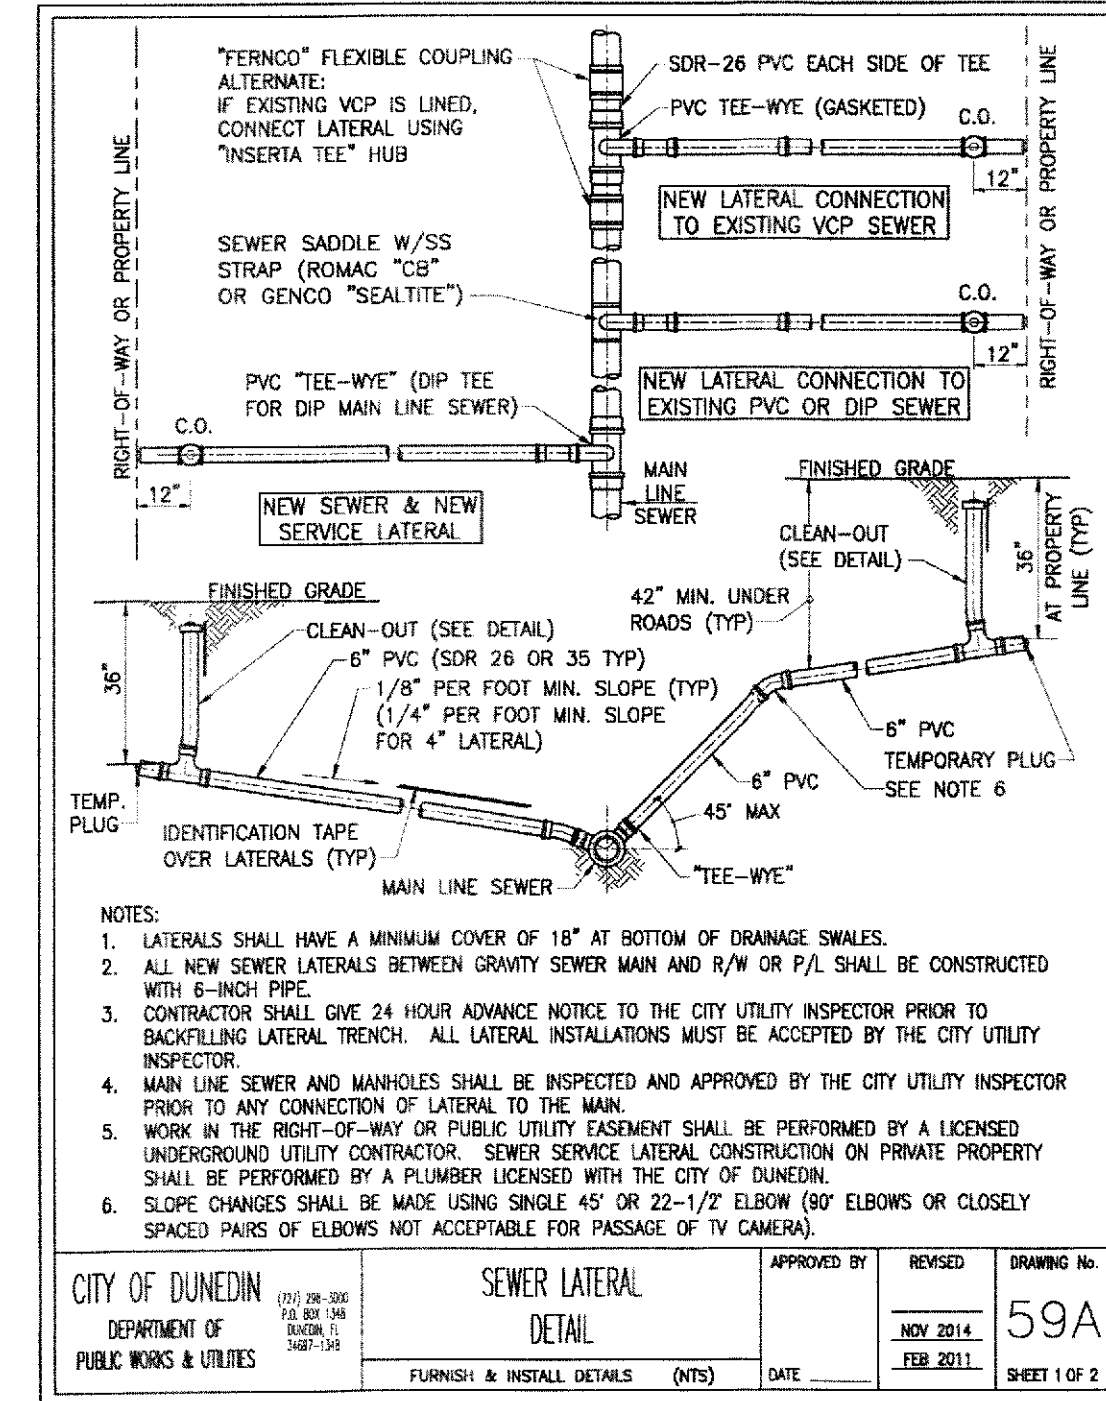 "FERNCO" FLEXIBLE COUPLING
ALTERNATE:
IF EXISTING VCP IS LINED,
CONNECT LATERAL USING
"INSERTA TEE" HUB
SDR-26 PVC EACH SIDE OF TEE
PVC TEE-WYE (GASKETED)
C.O.
12"
RIGHT-OF-WAY OR PROPERTY LINE
RIGHT-OF-WAY OR PROPERTY LINE
NEW LATERAL CONNECTION
TO EXISTING VCP SEWER
SEWER SADDLE W/SS
STRAP (ROMAC "CB"
OR GENCO "SEALTITE")
C.O.
12"
NEW LATERAL CONNECTION TO
EXISTING PVC OR DIP SEWER
PVC "TEE-WYE" (DIP TEE
FOR DIP MAIN LINE SEWER)
C.O.
12"
NEW SEWER & NEW
SERVICE LATERAL
MAIN
LINE
SEWER
FINISHED GRADE
CLEAN-OUT
(SEE DETAIL)
36"
AT PROPERTY
LINE (TYP)
42" MIN. UNDER
ROADS (TYP)
FINISHED GRADE
CLEAN-OUT (SEE DETAIL)
6" PVC (SDR 26 OR 35 TYP)
1/8" PER FOOT MIN. SLOPE (TYP)
(1/4" PER FOOT MIN. SLOPE
FOR 4" LATERAL)
36"
6" PVC
TEMPORARY PLUG
SEE NOTE 6
6" PVC
45° MAX
TEMP.
PLUG
IDENTIFICATION TAPE
OVER LATERALS (TYP)
MAIN LINE SEWER
"TEE-WYE"
NOTES:
1. LATERALS SHALL HAVE A MINIMUM COVER OF 18" AT BOTTOM OF DRAINAGE SWALES.
2. ALL NEW SEWER LATERALS BETWEEN GRAVITY SEWER MAIN AND R/W OR P/L SHALL BE CONSTRUCTED
WITH 6-INCH PIPE.
3. CONTRACTOR SHALL GIVE 24 HOUR ADVANCE NOTICE TO THE CITY UTILITY INSPECTOR PRIOR TO
BACKFILLING LATERAL TRENCH. ALL LATERAL INSTALLATIONS MUST BE ACCEPTED BY THE CITY UTILITY
INSPECTOR.
4. MAIN LINE SEWER AND MANHOLES SHALL BE INSPECTED AND APPROVED BY THE CITY UTILITY INSPECTOR
PRIOR TO ANY CONNECTION OF LATERAL TO THE MAIN.
5. WORK IN THE RIGHT-OF-WAY OR PUBLIC UTILITY EASEMENT SHALL BE PERFORMED BY A LICENSED
UNDERGROUND UTILITY CONTRACTOR. SEWER SERVICE LATERAL CONSTRUCTION ON PRIVATE PROPERTY
SHALL BE PERFORMED BY A PLUMBER LICENSED WITH THE CITY OF DUNEDIN.
6. SLOPE CHANGES SHALL BE MADE USING SINGLE 45° OR 22-1/2° ELBOW (90° ELBOWS OR CLOSELY
SPACED PAIRS OF ELBOWS NOT ACCEPTABLE FOR PASSAGE OF TV CAMERA).
CITY OF DUNEDIN
DEPARTMENT OF
PUBLIC WORKS & UTILITIES
(727) 298-3000
P.O. BOX 1348
DUNEDIN, FL
34697-1348
SEWER LATERAL
DETAIL
FURNISH & INSTALL DETAILS (NTS)
APPROVED BY
DATE
REVISED
NOV 2014
FEB 2011
DRAWING No.
59A
SHEET 1 OF 2